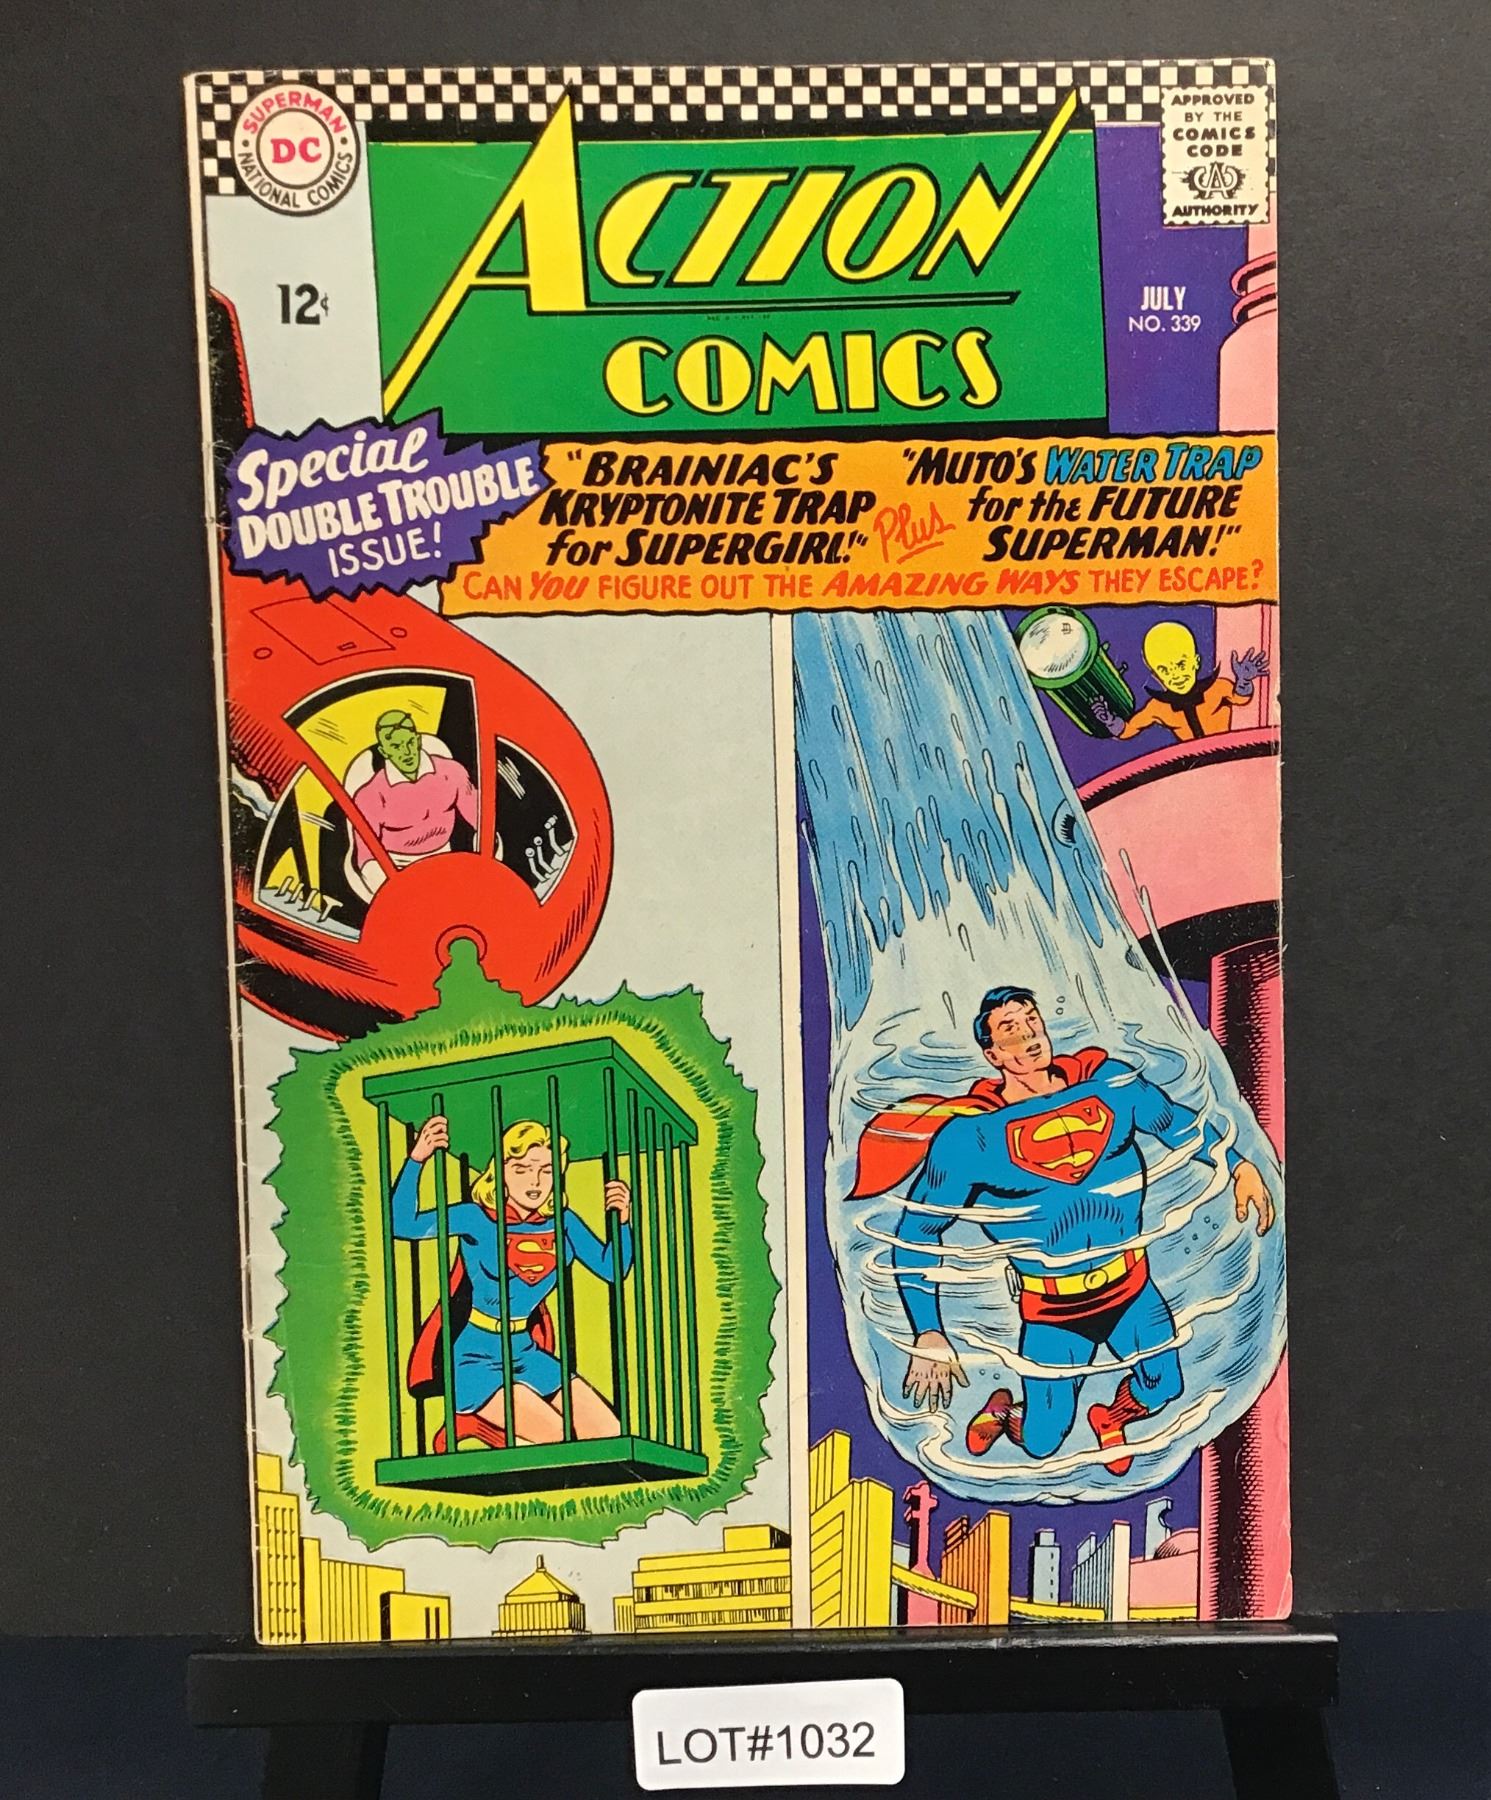 SUPERMAN
DC
NATIONAL COMICS
APPROVED
BY THE
COMICS
CODE
CA
AUTHORITY
ACTION
COMICS
12¢
JULY
NO. 339
Special
DOUBLE TROUBLE
ISSUE!
"BRAINIAC'S
KRYPTONITE TRAP
for SUPERGIRL!"
Plus
"MUTO'S WATER TRAP
for the FUTURE
SUPERMAN!"
CAN YOU FIGURE OUT THE AMAZING WAYS THEY ESCAPE?
S
S
LOT#1032